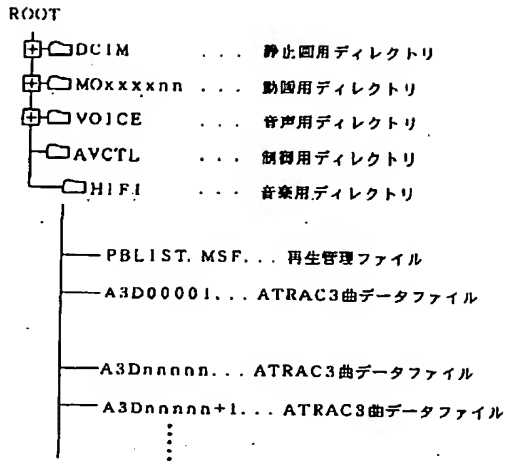 ROOT
DCIM ... 静止画用ディレクトリ
MOxxxxnn ... 動画用ディレクトリ
VOICE ... 音声用ディレクトリ
AVCTL ... 制御用ディレクトリ
HIFI ... 音楽用ディレクトリ
PBLIST.MSF... 再生管理ファイル
A3D00001... ATRAC3曲データファイル
A3Dnnnnn... ATRAC3曲データファイル
A3Dnnnnn+1... ATRAC3曲データファイル